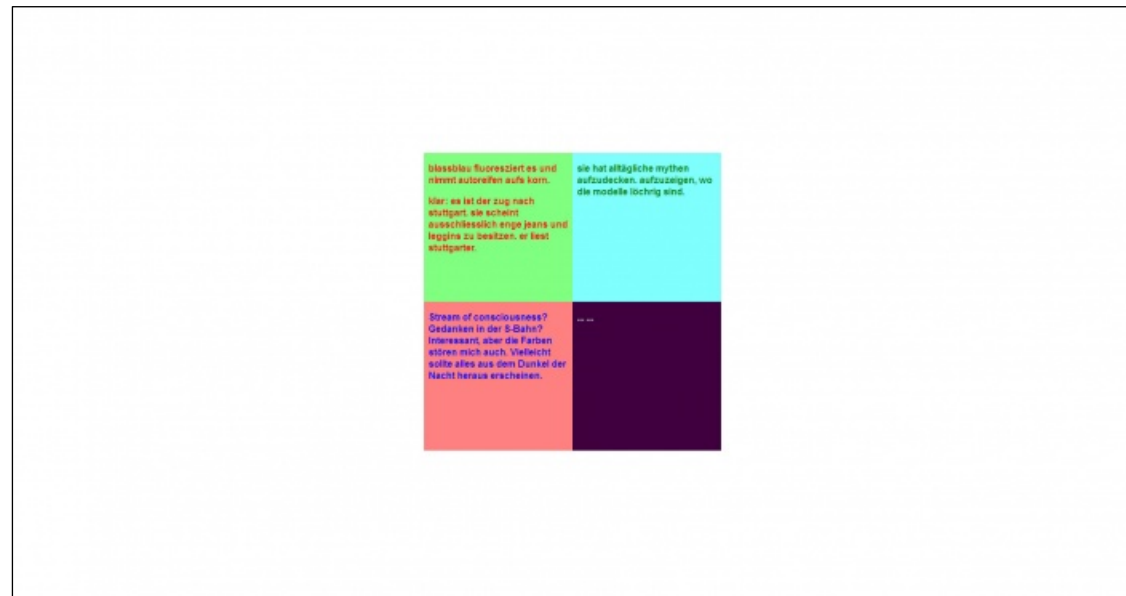 blassblau fluoresziert es und
nimmt autoreifen aufs korn.
klar: es ist der zug nach
stuttgart. sie scheint
ausschliesslich enge jeans und
leggins zu besitzen. er liest
stuttgarter.
sie hat alltägliche mythen
aufzudecken. aufzuzeigen, wo
die modelle löchrig sind.
Stream of consciousness?
Gedanken in der S-Bahn?
Interessant, aber die Farben
stören mich auch. Vielleicht
sollte alles aus dem Dunkel der
Nacht heraus erscheinen.
... ...